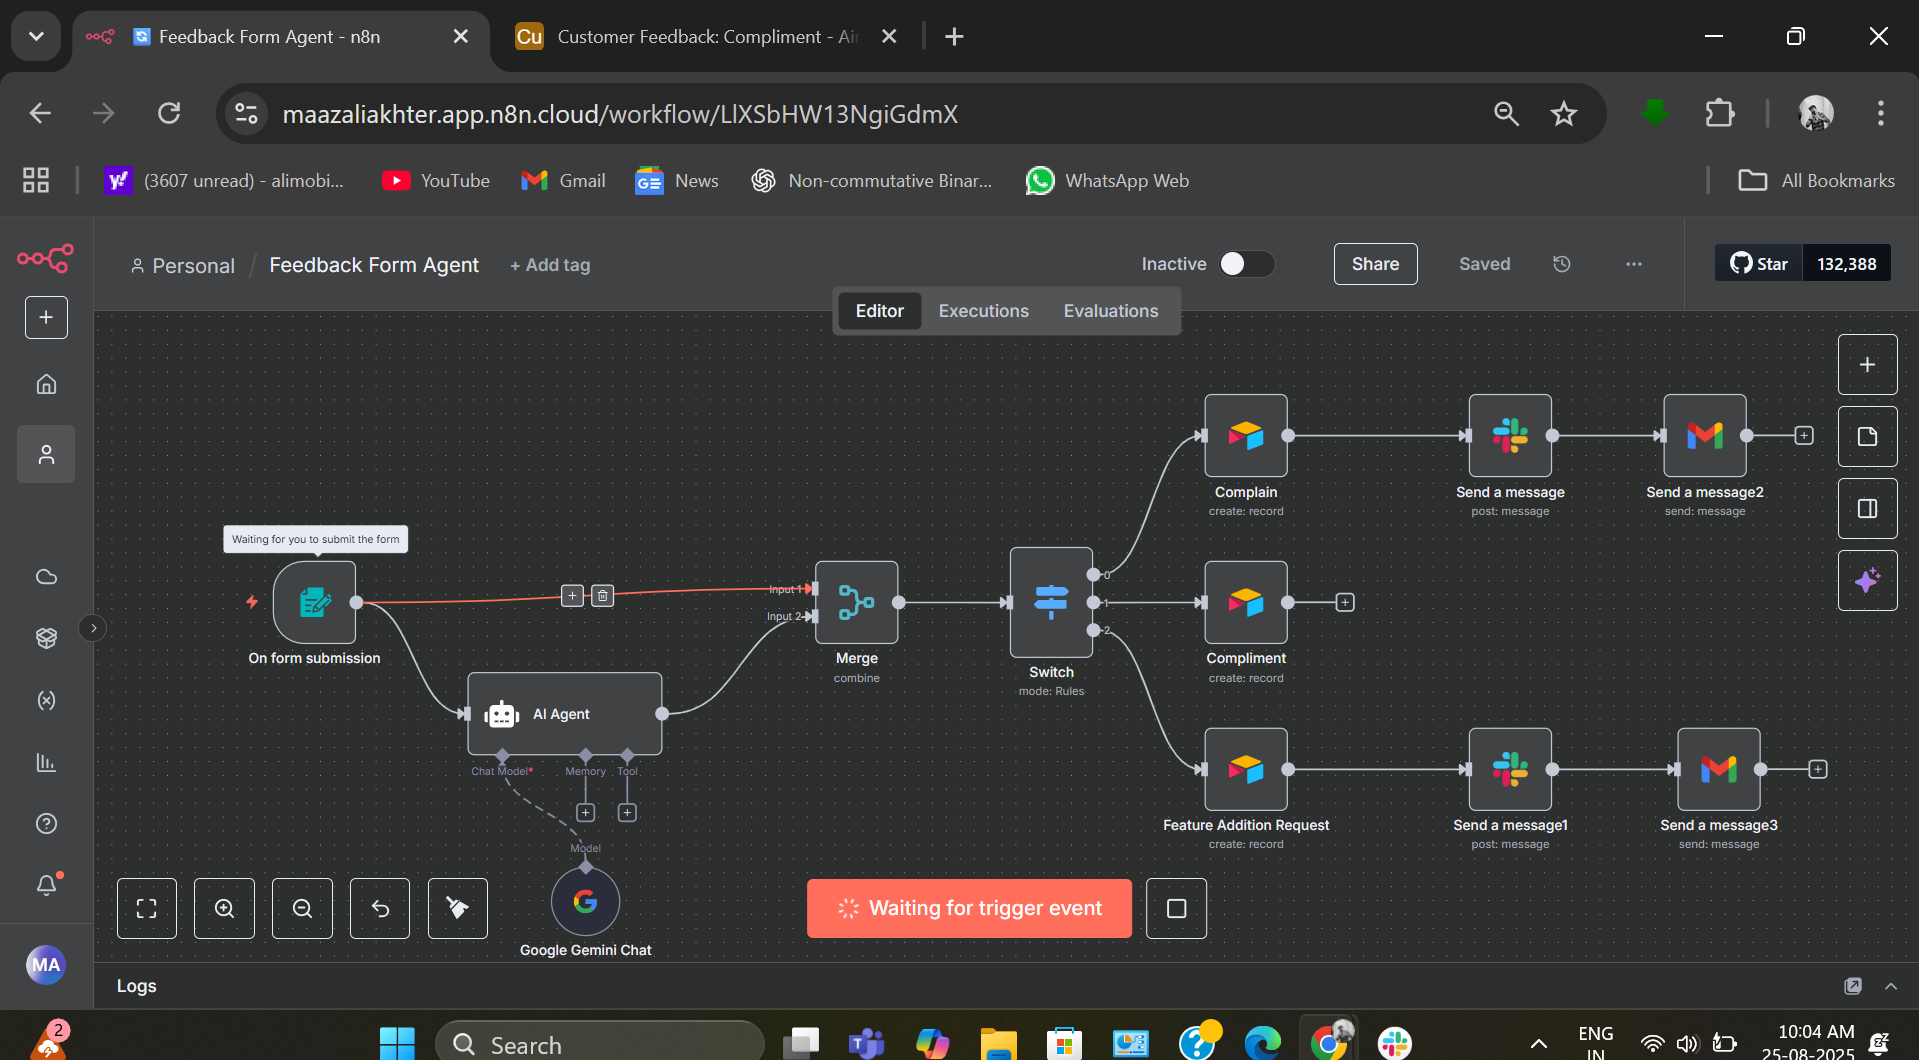 Feedback Form Agent - n8n
Cu
Customer Feedback: Compliment - Air
maazaliakhter.app.n8n.cloud/workflow/LlXSbHW13NgiGdmX
(3607 unread) - alimobi...
YouTube
Gmail
News
Non-commutative Binar...
WhatsApp Web
All Bookmarks
Personal / Feedback Form Agent
+ Add tag
Inactive
Share
Saved
Star
132,388
Editor
Executions
Evaluations
Complain
create: record
Send a message
post: message
Send a message2
send: message
Waiting for you to submit the form
On form submission
Input 1
Input 2
Merge
combine
0
1
2
Switch
mode: Rules
Compliment
create: record
AI Agent
Chat Model*
Memory
Tool
Model
Google Gemini Chat
Feature Addition Request
create: record
Send a message1
post: message
Send a message3
send: message
Waiting for trigger event
MA
Logs
2
Search
ENG
IN
10:04 AM
25-08-2025